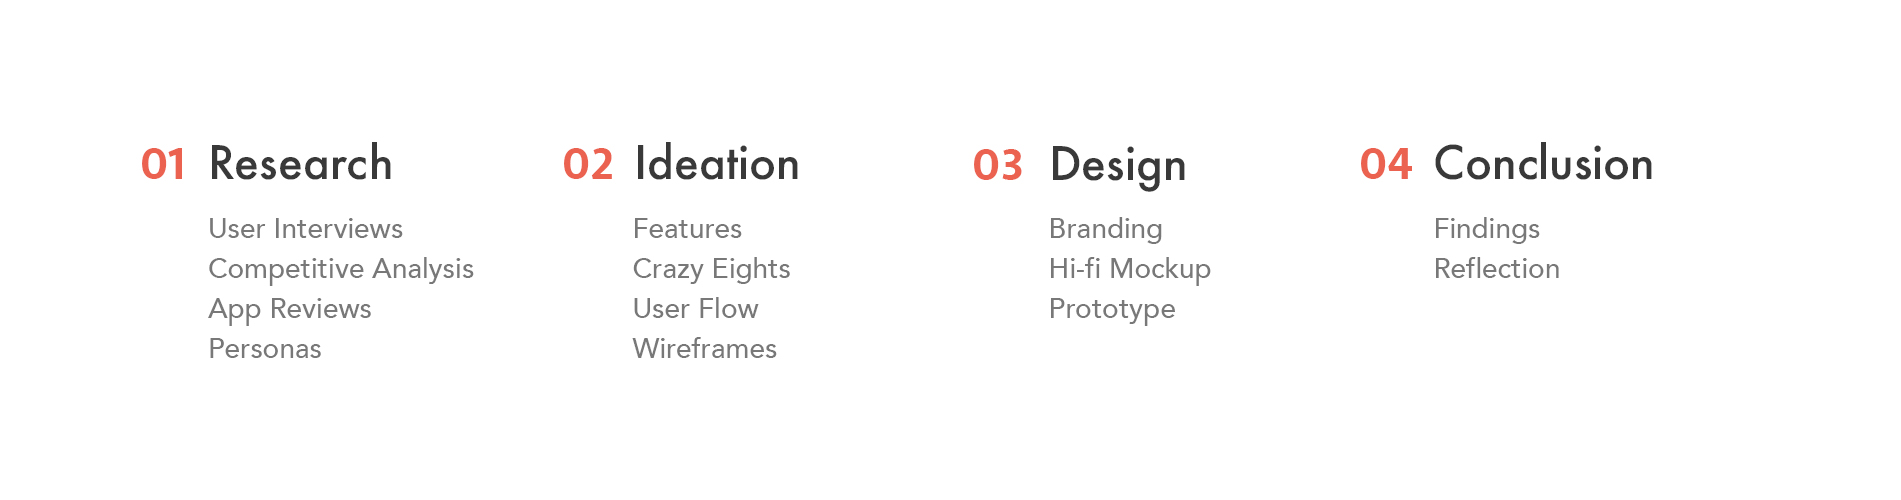 01 Research
User Interviews
Competitive Analysis
App Reviews
Personas
02 Ideation
Features
Crazy Eights
User Flow
Wireframes
03 Design
Branding
Hi-fi Mockup
Prototype
04 Conclusion
Findings
Reflection